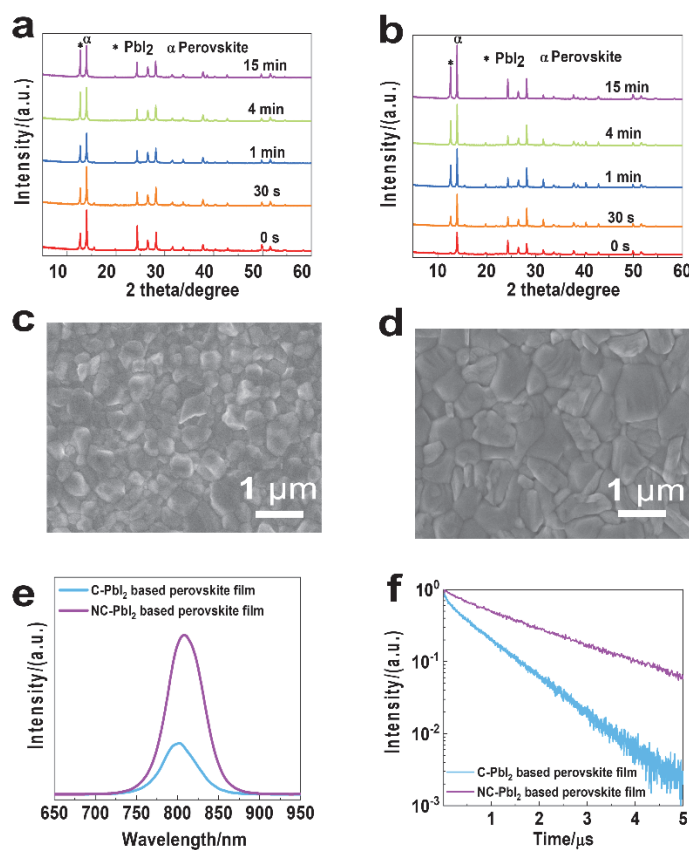 a
* α * PbI2 α Perovskite
15 min
4 min
1 min
30 s
0 s
Intensity/(a.u.)
10 20 30 40 50 60
2 theta/degree
b
* α * PbI2 α Perovskite
15 min
4 min
1 min
30 s
0 s
Intensity/(a.u.)
10 20 30 40 50 60
2 theta/degree
c
1 μm
d
1 μm
e
C-PbI2 based perovskite film
NC-PbI2 based perovskite film
Intensity/(a.u.)
650 700 750 800 850 900 950
Wavelength/nm
f
10^0
10^-1
10^-2
10^-3
Intensity/(a.u.)
C-PbI2 based perovskite film
NC-PbI2 based perovskite film
1 2 3 4 5
Time/μs